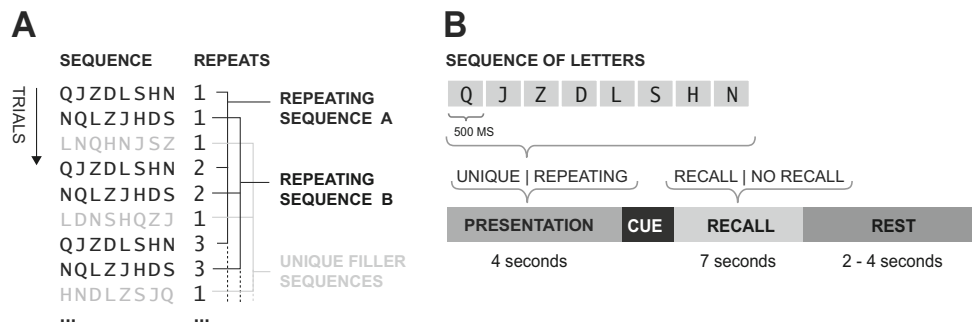 A
SEQUENCE REPEATS
TRIALS
QJZDLSHN 1
NQLZJHDS 1
LNQHNJSZ 1
QJZDLSHN 2
NQLZJHDS 2
LDNSHQZJ 1
QJZDLSHN 3
NQLZJHDS 3
HNDLZSJQ 1
... ...
REPEATING
SEQUENCE A
REPEATING
SEQUENCE B
UNIQUE FILLER
SEQUENCES
B
SEQUENCE OF LETTERS
Q J Z D L S H N
500 MS
UNIQUE | REPEATING RECALL | NO RECALL
PRESENTATION CUE RECALL REST
4 seconds 7 seconds 2 - 4 seconds